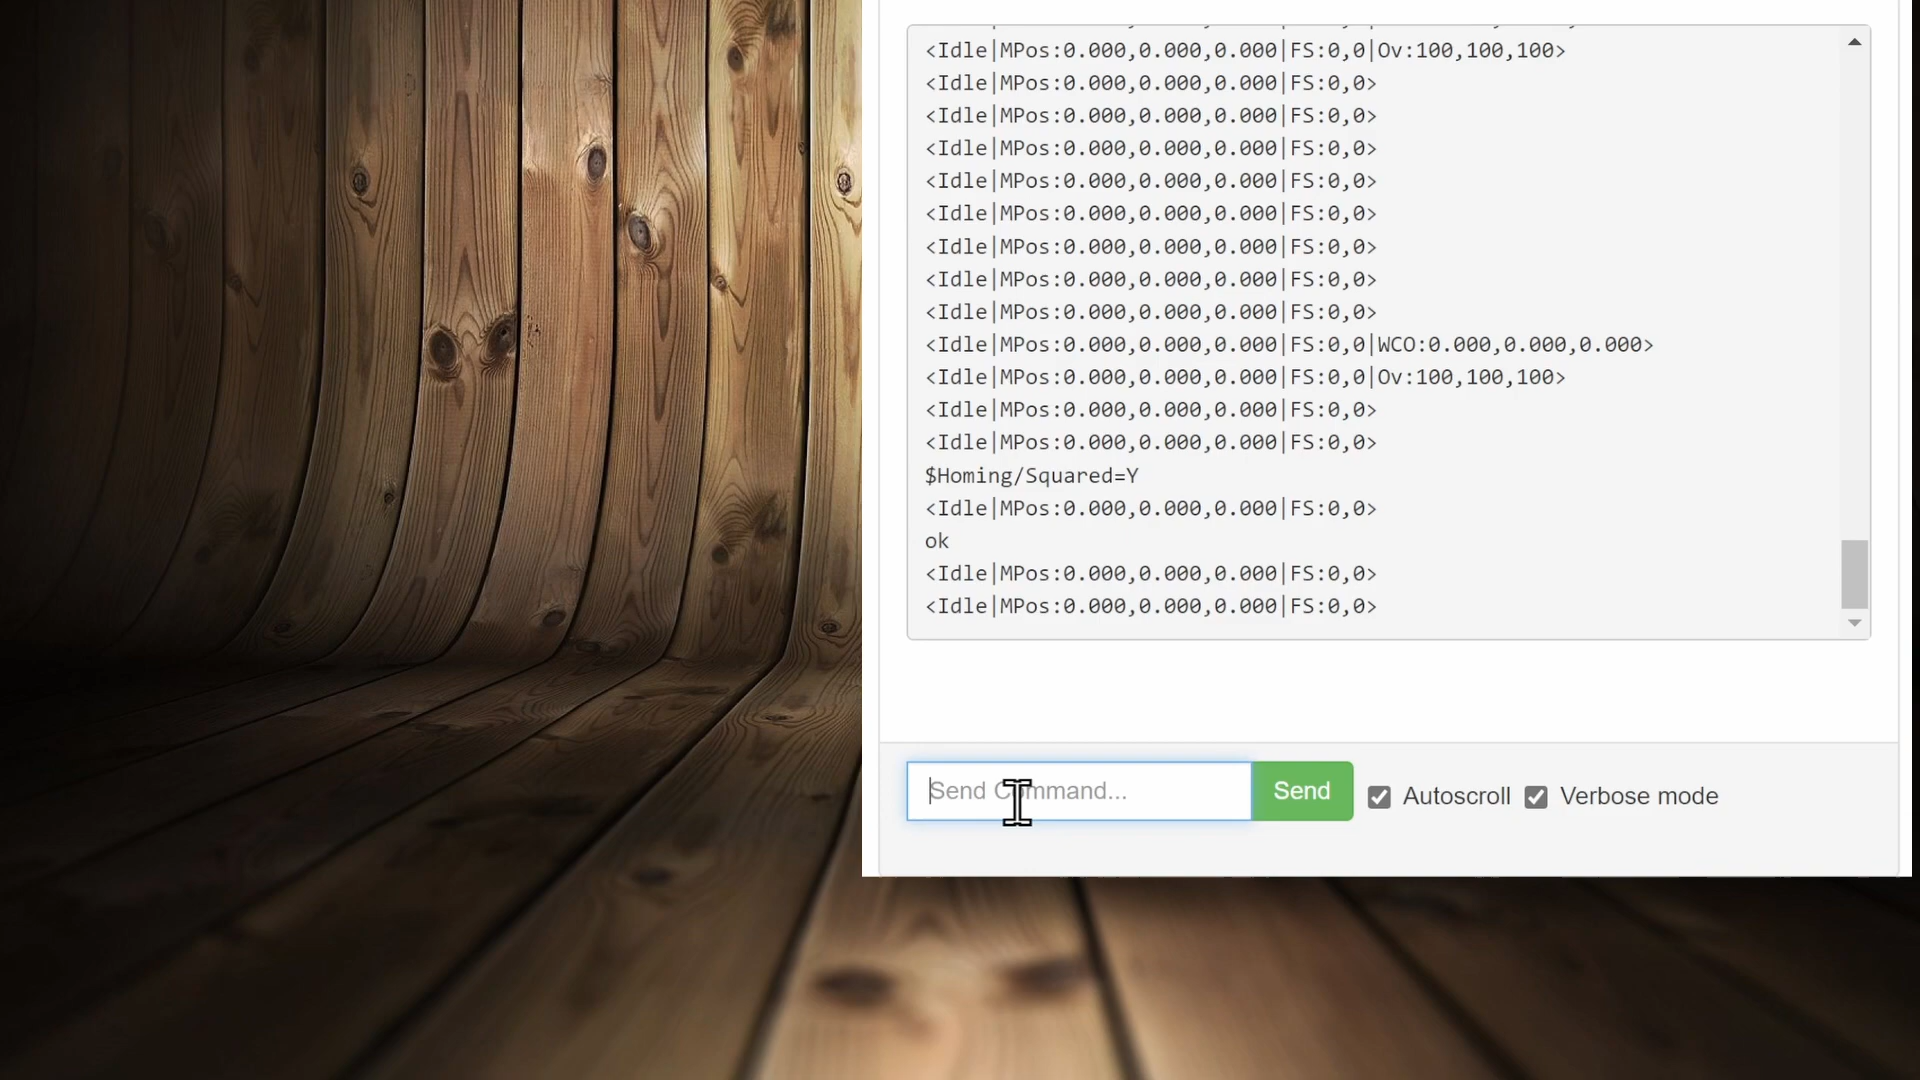 <Idle|MPos:0.000,0.000,0.000|FS:0,0|Ov:100,100,100>
<Idle|MPos:0.000,0.000,0.000|FS:0,0>
<Idle|MPos:0.000,0.000,0.000|FS:0,0>
<Idle|MPos:0.000,0.000,0.000|FS:0,0>
<Idle|MPos:0.000,0.000,0.000|FS:0,0>
<Idle|MPos:0.000,0.000,0.000|FS:0,0>
<Idle|MPos:0.000,0.000,0.000|FS:0,0>
<Idle|MPos:0.000,0.000,0.000|FS:0,0>
<Idle|MPos:0.000,0.000,0.000|FS:0,0>
<Idle|MPos:0.000,0.000,0.000|FS:0,0|WCO:0.000,0.000,0.000>
<Idle|MPos:0.000,0.000,0.000|FS:0,0|Ov:100,100,100>
<Idle|MPos:0.000,0.000,0.000|FS:0,0>
<Idle|MPos:0.000,0.000,0.000|FS:0,0>
$Homing/Squared=Y
<Idle|MPos:0.000,0.000,0.000|FS:0,0>
ok
<Idle|MPos:0.000,0.000,0.000|FS:0,0>
<Idle|MPos:0.000,0.000,0.000|FS:0,0>
Send Command... Send Autoscroll Verbose mode